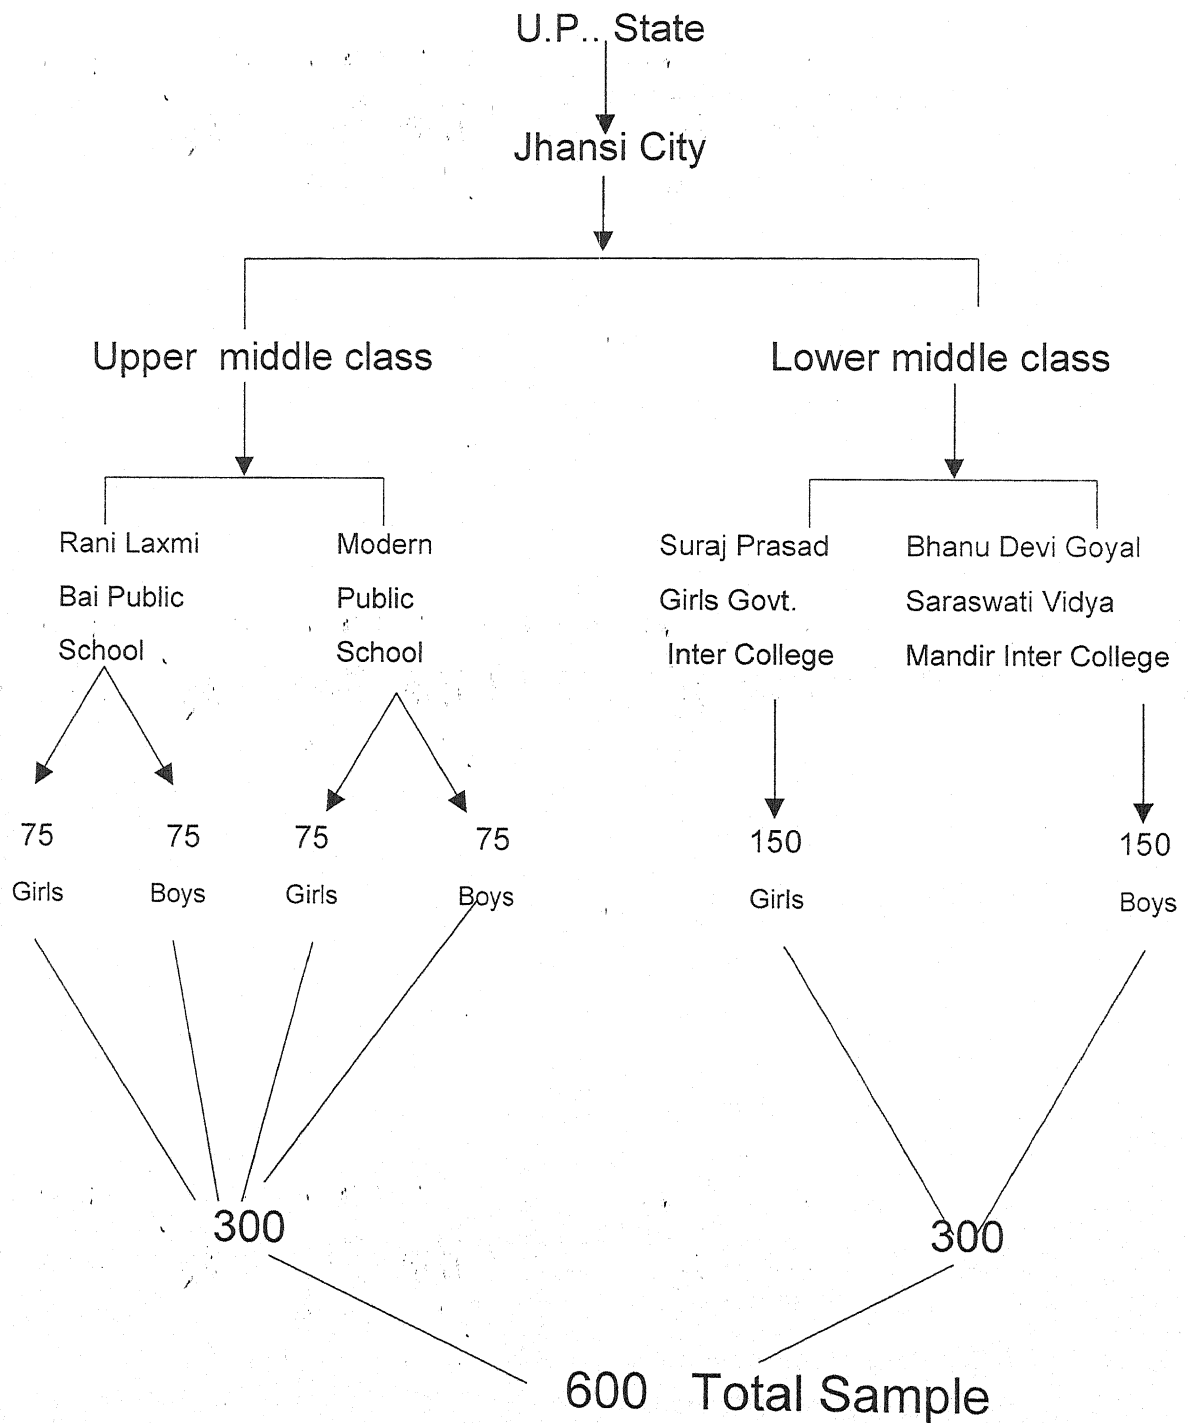 U.P.. State
Jhansi City
Upper middle class
Lower middle class
Rani Laxmi
Bai Public
School
Modern
Public
School
Suraj Prasad
Girls Govt.
Inter College
Bhanu Devi Goyal
Saraswati Vidya
Mandir Inter College
75
Girls
75
Boys
75
Girls
75
Boys
150
Girls
150
Boys
300
300
600 Total Sample